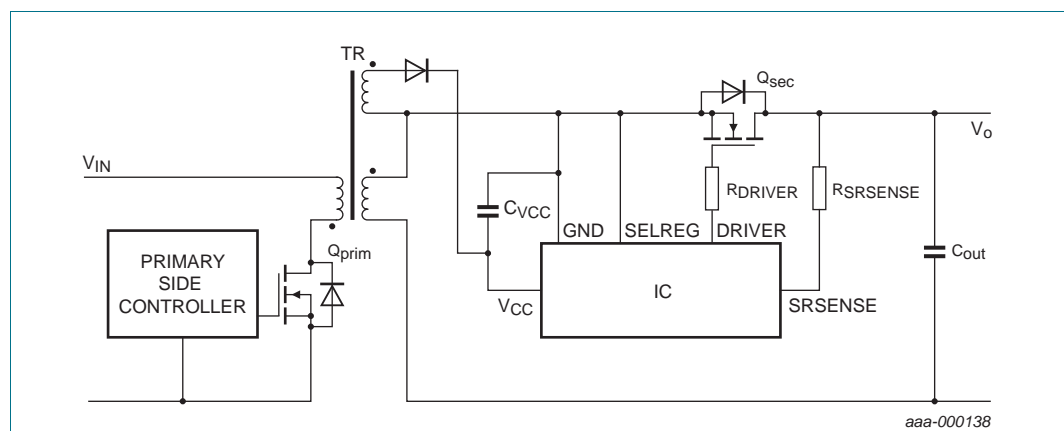 TR
Qsec
Vo
VIN
RDRIVER
RSRSENSE
CVCC
GND
SELREG
DRIVER
Qprim
Cout
PRIMARY
SIDE
CONTROLLER
IC
VCC
SRSENSE
aaa-000138